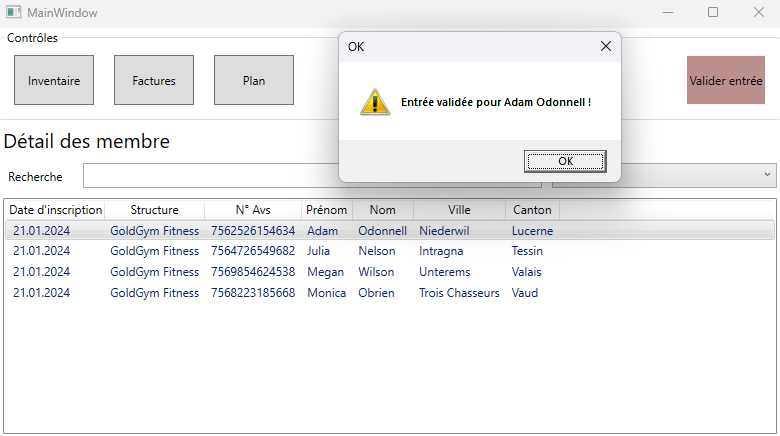 MainWindow
Contrôles
Inventaire
Factures
Plan
Valider entrée
OK
Entrée validée pour Adam Odonnell !
OK
Détail des membre
Recherche
Date d'inscription Structure N° Avs Prénom Nom Ville Canton
21.01.2024 GoldGym Fitness 7562526154634 Adam Odonnell Niederwil Lucerne
21.01.2024 GoldGym Fitness 7564726549682 Julia Nelson Intragna Tessin
21.01.2024 GoldGym Fitness 7569854624538 Megan Wilson Unterems Valais
21.01.2024 GoldGym Fitness 7568223185668 Monica Obrien Trois Chasseurs Vaud